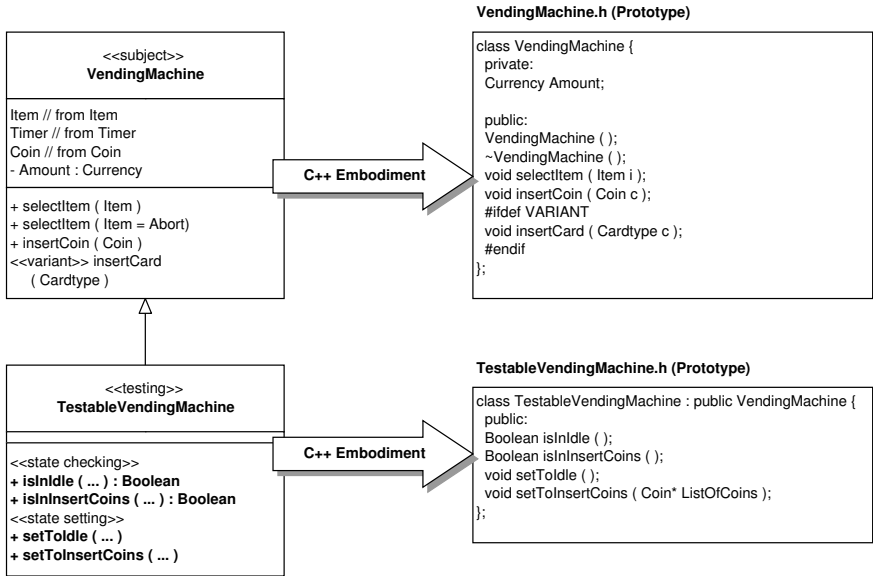 VendingMachine.h (Prototype)
<<subject>>
VendingMachine
Item // from Item
Timer // from Timer
Coin // from Coin
- Amount : Currency
+ selectItem ( Item )
+ selectItem ( Item = Abort)
+ insertCoin ( Coin )
<<variant>> insertCard
( Cardtype )
C++ Embodiment
class VendingMachine {
private:
Currency Amount;
public:
VendingMachine ( );
~VendingMachine ( );
void selectItem ( Item i );
void insertCoin ( Coin c );
#ifdef VARIANT
void insertCard ( Cardtype c );
#endif
};
TestableVendingMachine.h (Prototype)
<<testing>>
TestableVendingMachine
<<state checking>>
+ isInIdle ( ... ) : Boolean
+ isInInsertCoins ( ... ) : Boolean
<<state setting>>
+ setToIdle ( ... )
+ setToInsertCoins ( ... )
C++ Embodiment
class TestableVendingMachine : public VendingMachine {
public:
Boolean isInIdle ( );
Boolean isInInsertCoins ( );
void setToIdle ( );
void setToInsertCoins ( Coin* ListOfCoins );
};